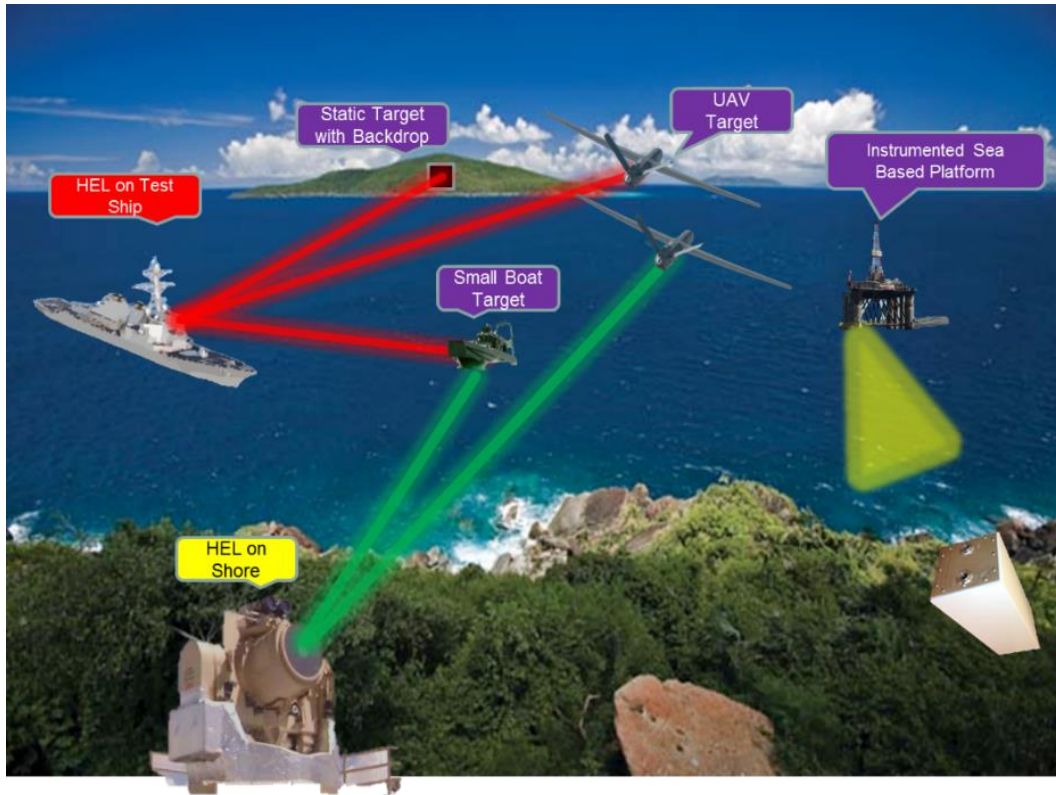 Static Target
with Backdrop
UAV
Target
Instrumented Sea
Based Platform
HEL on Test
Ship
Small Boat
Target
HEL on
Shore